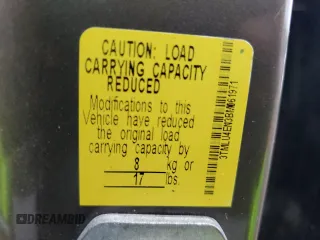 CAUTION: LOAD
CARRYING CAPACITY
REDUCED
Modifications to this
Vehicle have reduced
the original load
carrying capacity by
8 kg or
17 lbs.
3TMLU4EN3BM061971
DREAMBID